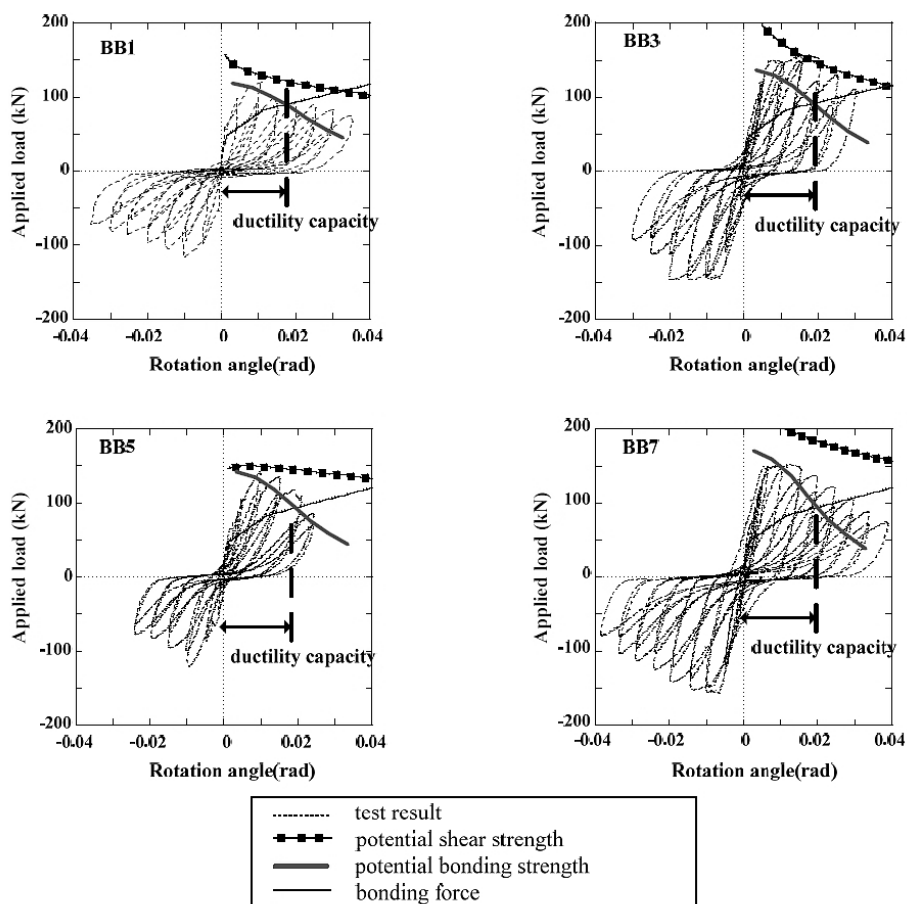 BB1
200
100
0
-100
-200
Applied load (kN)
ductility capacity
-0.04 -0.02 0 0.02 0.04
Rotation angle(rad)
BB3
200
100
0
-100
-200
Applied load (kN)
ductility capacity
-0.04 -0.02 0 0.02 0.04
Rotation angle(rad)
BB5
200
100
0
-100
-200
Applied load (kN)
ductility capacity
-0.04 -0.02 0 0.02 0.04
Rotation angle(rad)
BB7
200
100
0
-100
-200
Applied load (kN)
ductility capacity
-0.04 -0.02 0 0.02 0.04
Rotation angle(rad)
test result
potential shear strength
potential bonding strength
bonding force